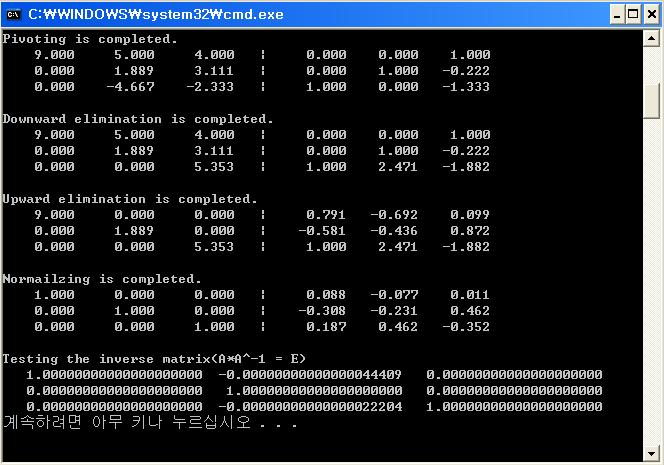 C:\WINDOWS\system32\cmd.exe
Pivoting is completed.
9.000 5.000 4.000 ¦ 0.000 0.000 1.000
0.000 1.889 3.111 ¦ 0.000 1.000 -0.222
0.000 -4.667 -2.333 ¦ 1.000 0.000 -1.333
Downward elimination is completed.
9.000 5.000 4.000 ¦ 0.000 0.000 1.000
0.000 1.889 3.111 ¦ 0.000 1.000 -0.222
0.000 0.000 5.353 ¦ 1.000 2.471 -1.882
Upward elimination is completed.
9.000 0.000 0.000 ¦ 0.791 -0.692 0.099
0.000 1.889 0.000 ¦ -0.581 -0.436 0.872
0.000 0.000 5.353 ¦ 1.000 2.471 -1.882
Normailzing is completed.
1.000 0.000 0.000 ¦ 0.088 -0.077 0.011
0.000 1.000 0.000 ¦ -0.308 -0.231 0.462
0.000 0.000 1.000 ¦ 0.187 0.462 -0.352
Testing the inverse matrix(A*A^-1 = E)
1.00000000000000000000 -0.00000000000000044409 0.00000000000000000000
0.00000000000000000000 1.00000000000000000000 0.00000000000000000000
0.00000000000000000000 -0.00000000000000022204 1.00000000000000000000
계속하려면 아무 키나 누르십시오 . . .